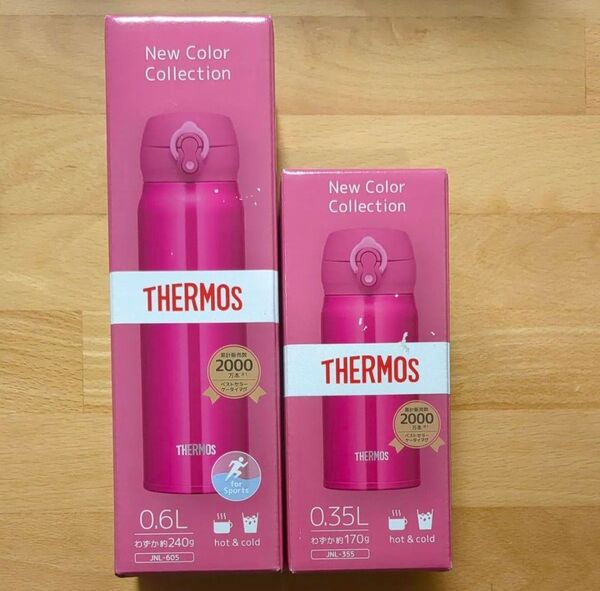 New Color
Collection
THERMOS
累計販売数
2000
万本
ベストセラー
ケータイマグ
THERMOS
for
Sports
0.6L
わずか約240g
JNL-605
hot & cold
New Color
Collection
THERMOS
累計販売数
2000
万本
ベストセラー
ケータイマグ
THERMOS
0.35L
わずか約170g
JNL-355
hot & cold